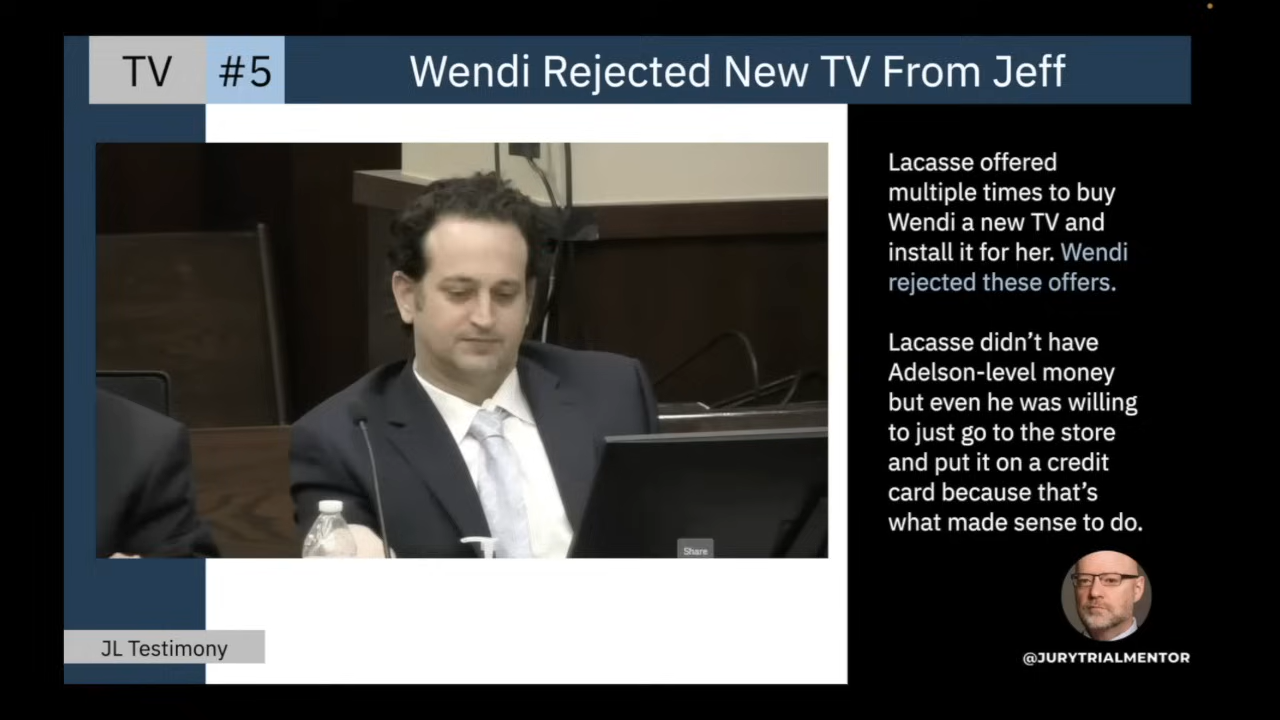 TV #5 Wendi Rejected New TV From Jeff
Lacasse offered
multiple times to buy
Wendi a new TV and
install it for her. Wendi
rejected these offers.
Lacasse didn’t have
Adelson-level money
but even he was willing
to just go to the store
and put it on a credit
card because that’s
what made sense to do.
Share
JL Testimony
@JURYTRIALMENTOR